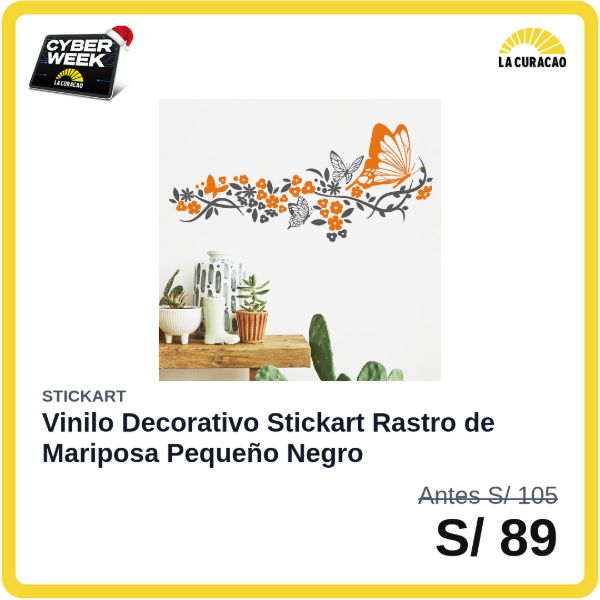 CYBER
WEEK
LA CURACAO
LA CURACAO
STICKART
Vinilo Decorativo Stickart Rastro de
Mariposa Pequeño Negro
Antes S/ 105
S/ 89